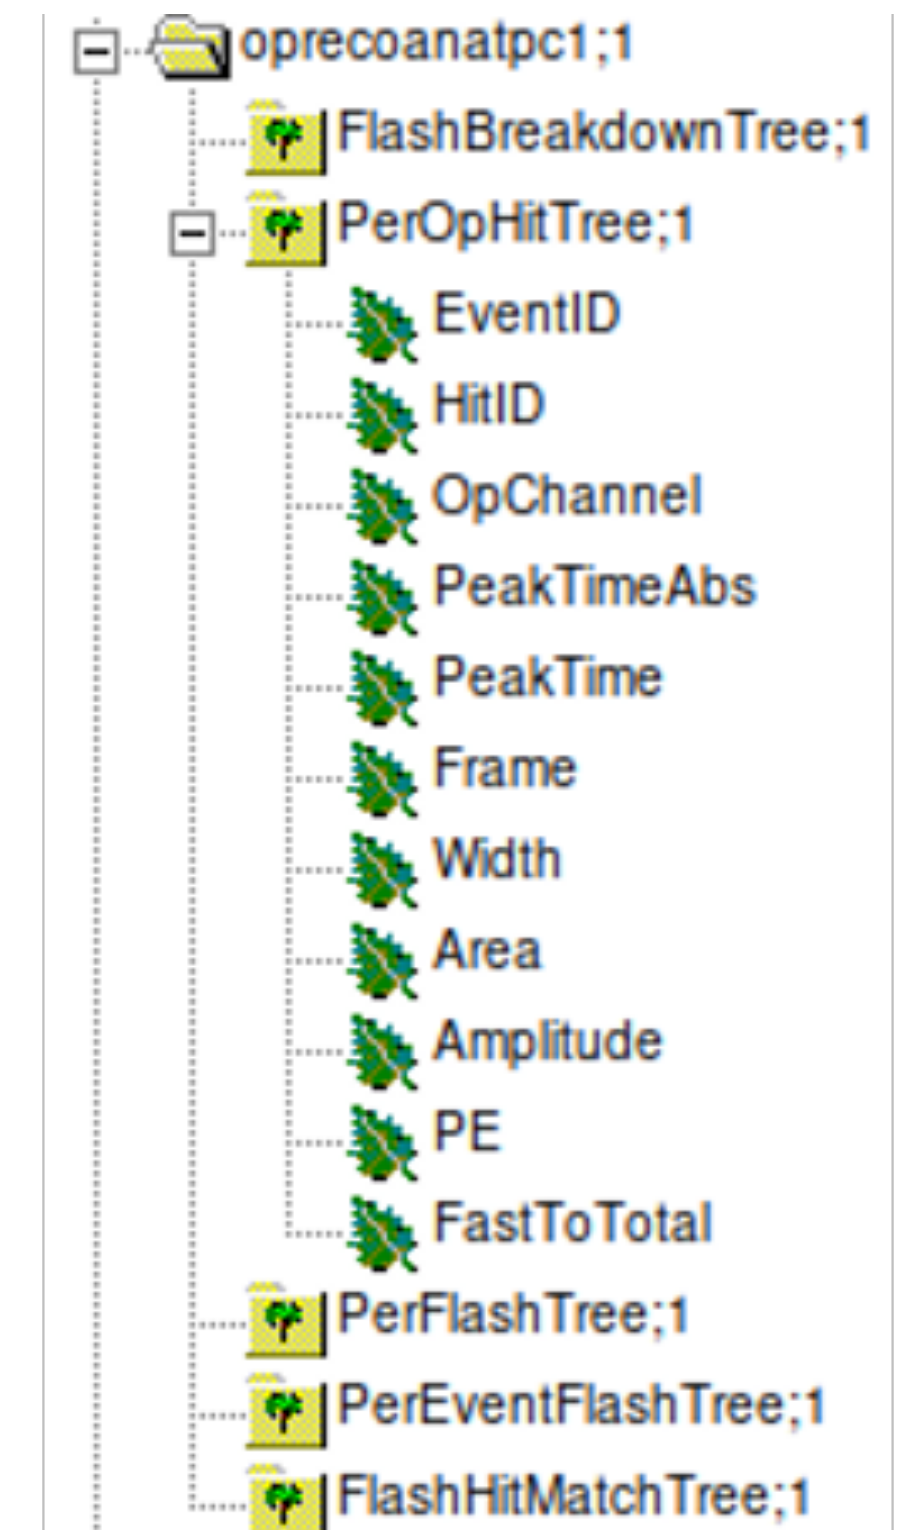 oprecoanatpc1;1
FlashBreakdownTree;1
PerOpHitTree;1
EventID
HitID
OpChannel
PeakTimeAbs
PeakTime
Frame
Width
Area
Amplitude
PE
FastToTotal
PerFlashTree;1
PerEventFlashTree;1
FlashHitMatchTree;1